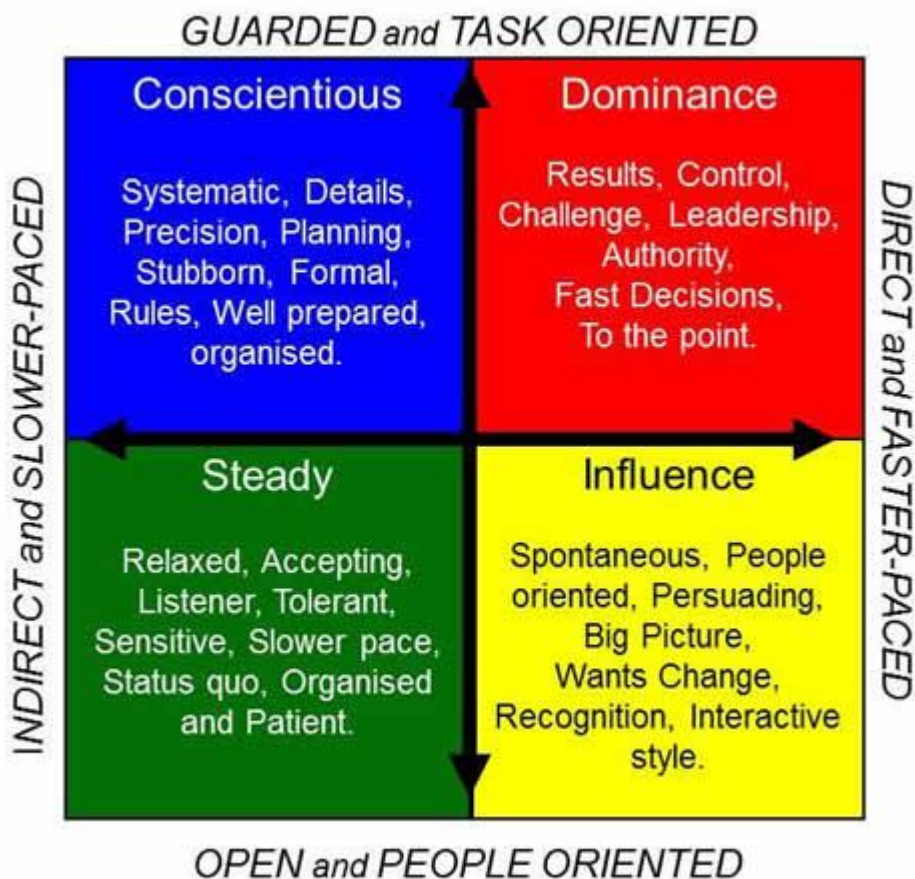 GUARDED and TASK ORIENTED
INDIRECT and SLOWER-PACED
Conscientious
Systematic, Details,
Precision, Planning,
Stubborn, Formal,
Rules, Well prepared,
organised.
Dominance
Results, Control,
Challenge, Leadership,
Authority,
Fast Decisions,
To the point.
DIRECT and FASTER-PACED
Steady
Relaxed, Accepting,
Listener, Tolerant,
Sensitive, Slower pace,
Status quo, Organised
and Patient.
Influence
Spontaneous, People
oriented, Persuading,
Big Picture,
Wants Change,
Recognition, Interactive
style.
OPEN and PEOPLE ORIENTED